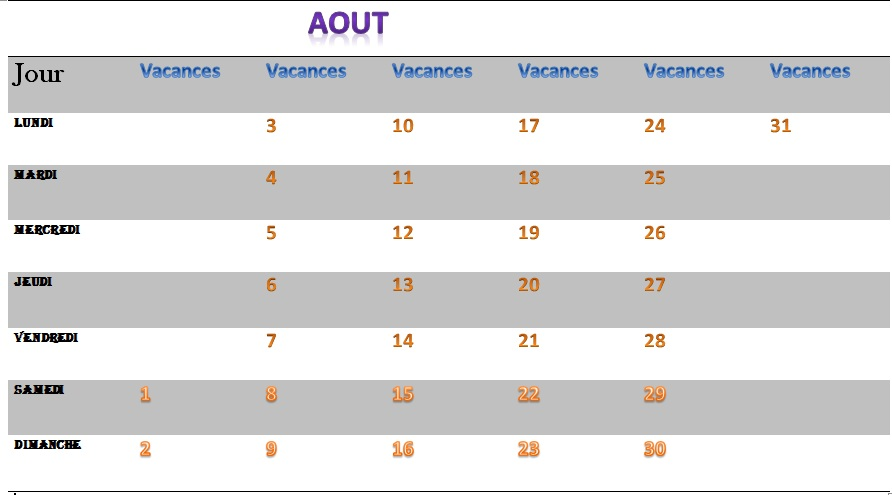 AOUT
Jour Vacances Vacances Vacances Vacances Vacances Vacances
LUNDI 3 10 17 24 31
MARDI 4 11 18 25
MERCREDI 5 12 19 26
JEUDI 6 13 20 27
VENDREDI 7 14 21 28
SAMEDI 1 8 15 22 29
DIMANCHE 2 9 16 23 30